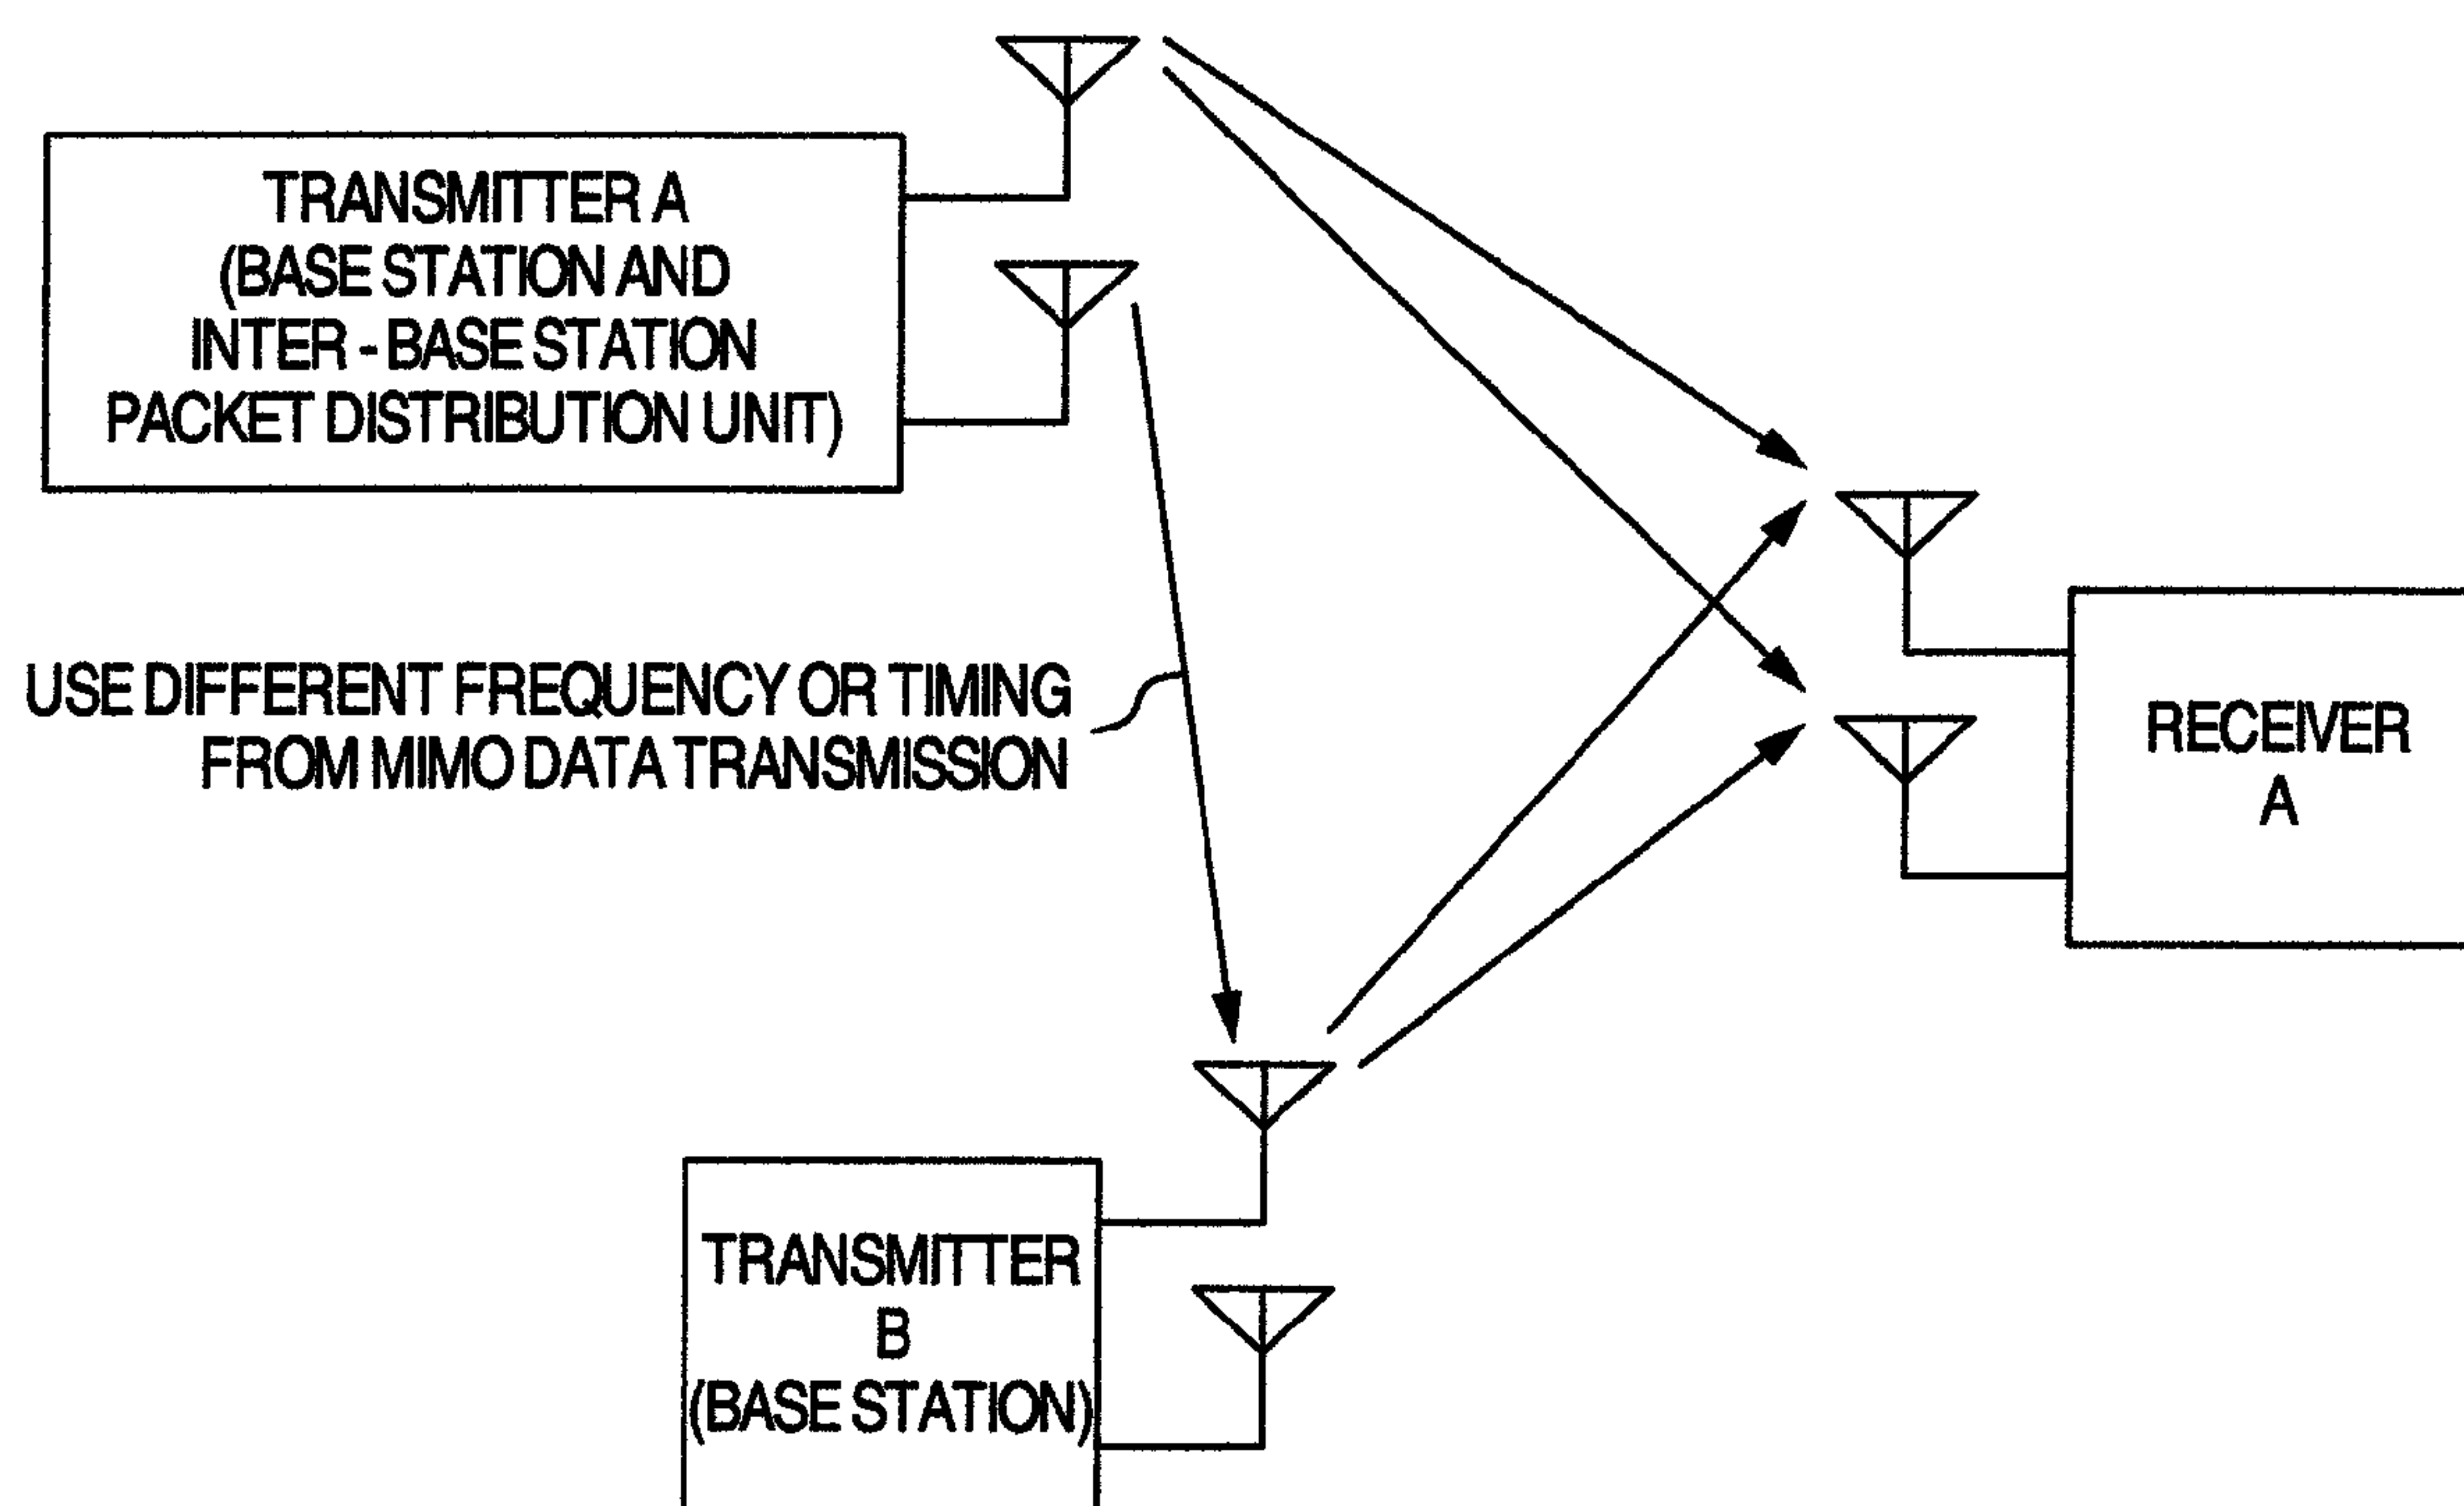 TRANSMITTER A
(BASE STATION AND
INTER - BASE STATION
PACKET DISTRIBUTION UNIT)
USE DIFFERENT FREQUENCY OR TIMING
FROM MIMO DATA TRANSMISSION
RECEIVER
A
TRANSMITTER
B
(BASE STATION)